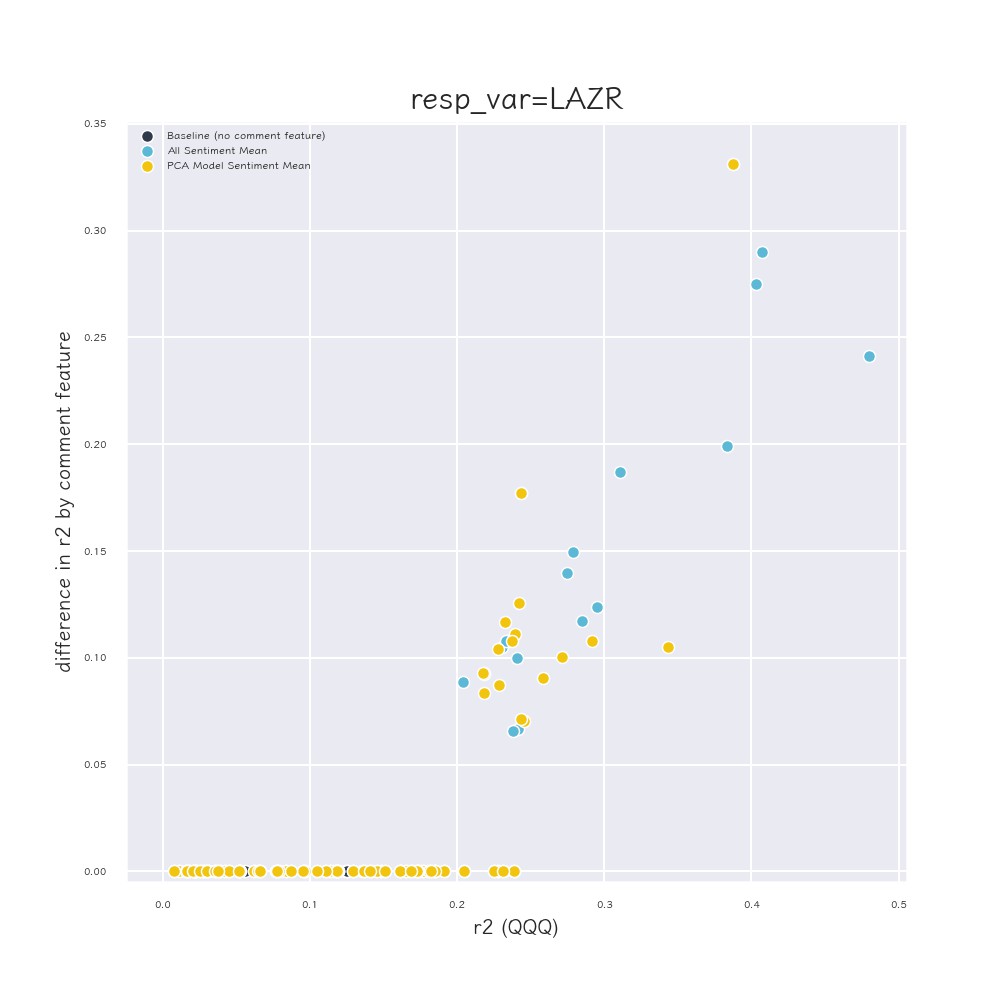 resp_var=LAZR
Baseline (no comment feature)
All Sentiment Mean
PCA Model Sentiment Mean
0.35
0.30
0.25
0.20
0.15
0.10
0.05
0.00
difference in r2 by comment feature
0.0 0.1 0.2 0.3 0.4 0.5
r2 (QQQ)